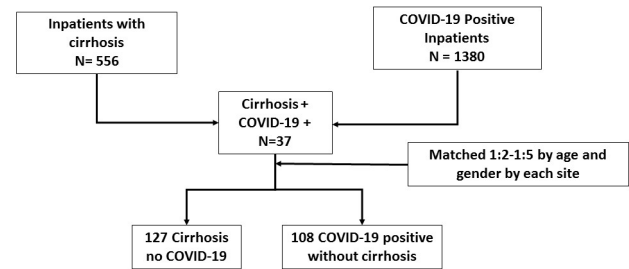 Inpatients with
cirrhosis
N= 556
COVID-19 Positive
Inpatients
N = 1380
Cirrhosis +
COVID-19 +
N=37
Matched 1:2-1:5 by age and
gender by each site
127 Cirrhosis
no COVID-19
108 COVID-19 positive
without cirrhosis